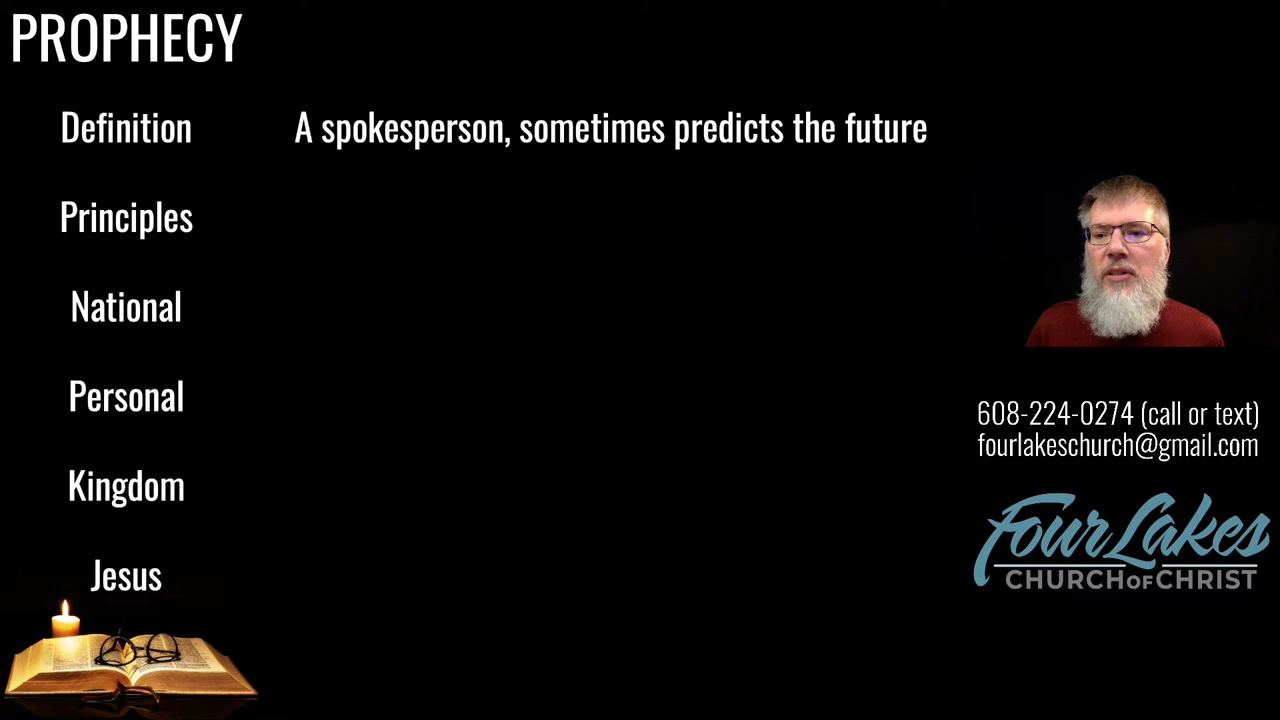 PROPHECY
Definition
A spokesperson, sometimes predicts the future
Principles
National
Personal
Kingdom
Jesus
608-224-0274 (call or text)
fourlakeschurch@gmail.com
Four Lakes
CHURCH OF CHRIST